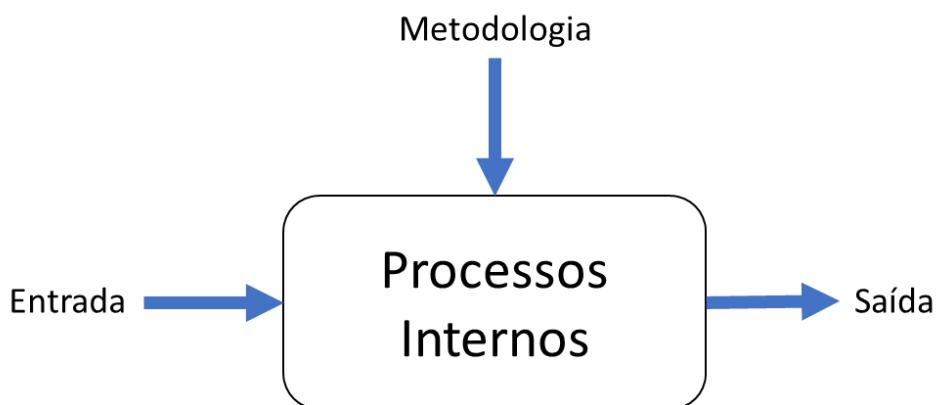 Metodologia
Processos
Internos
Entrada
Saída